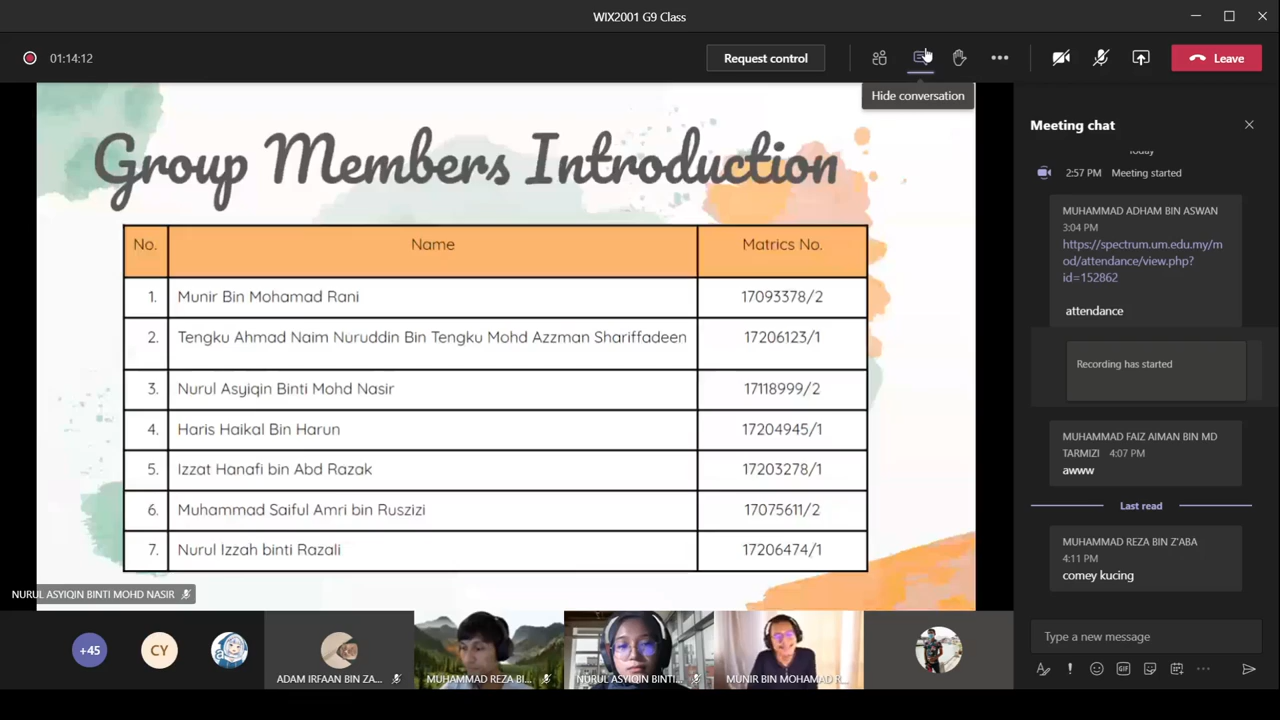 WIX2001 G9 Class
01:14:12
Request control
Leave
Hide conversation
Group Members Introduction
No. Name Matrics No.
1. Munir Bin Mohamad Rani 17093378/2
2. Tengku Ahmad Naim Nuruddin Bin Tengku Mohd Azzman Shariffadeen 17206123/1
3. Nurul Asyiqin Binti Mohd Nasir 17118999/2
4. Haris Haikal Bin Harun 17204945/1
5. Izzat Hanafi bin Abd Razak 17203278/1
6. Muhammad Saiful Amri bin Ruszizi 17075611/2
7. Nurul Izzah binti Razali 17206474/1
NURUL ASYIQIN BINTI MOHD NASIR
+45
CY
ADAM IRFAAN BIN ZA...
MUHAMMAD REZA BI...
NURUL ASYIQIN BINTI...
MUNIR BIN MOHAMAD R...
Meeting chat
Today
2:57 PM Meeting started
MUHAMMAD ADHAM BIN ASWAN
3:04 PM
https://spectrum.um.edu.my/m
od/attendance/view.php?
id=152862
attendance
Recording has started
MUHAMMAD FAIZ AIMAN BIN MD
TARMIZI 4:07 PM
awww
Last read
MUHAMMAD REZA BIN Z'ABA
4:11 PM
comey kucing
Type a new message
GIF